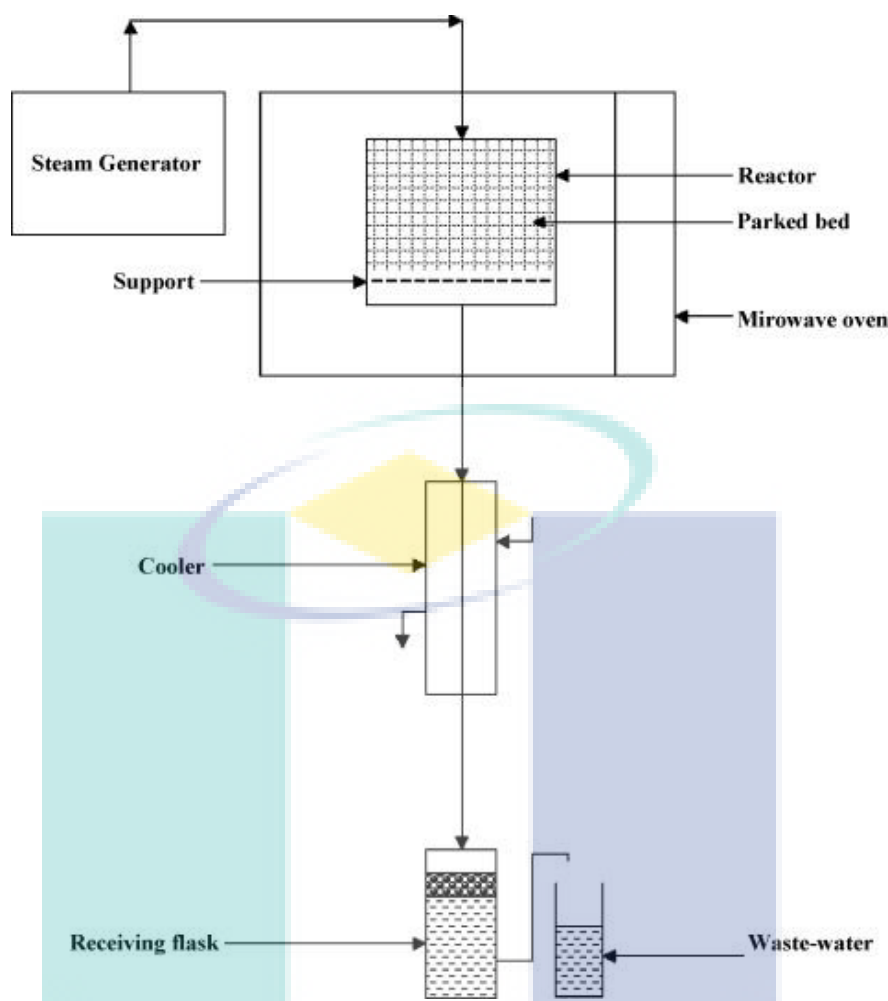 Steam Generator
Reactor
Parked bed
Support
Mirowave oven
Cooler
Receiving flask
Waste-water